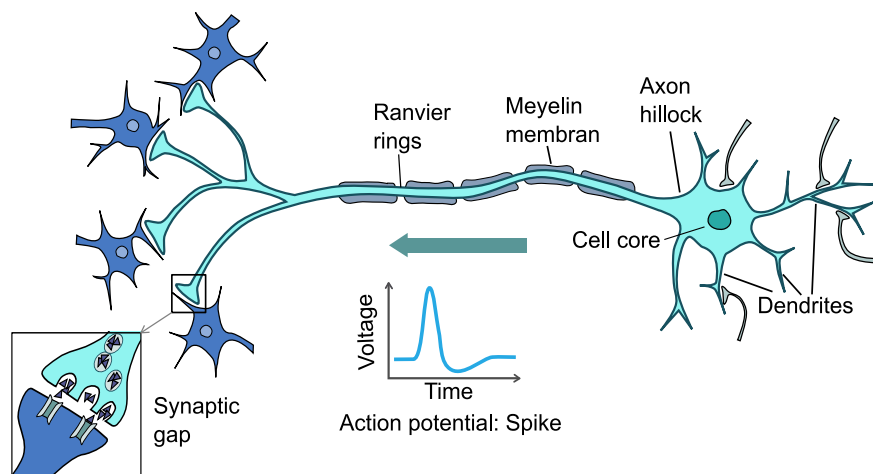 Ranvier
rings
Meyelin
membran
Axon
hillock
Cell core
Dendrites
Voltage
Time
Action potential: Spike
Synaptic
gap